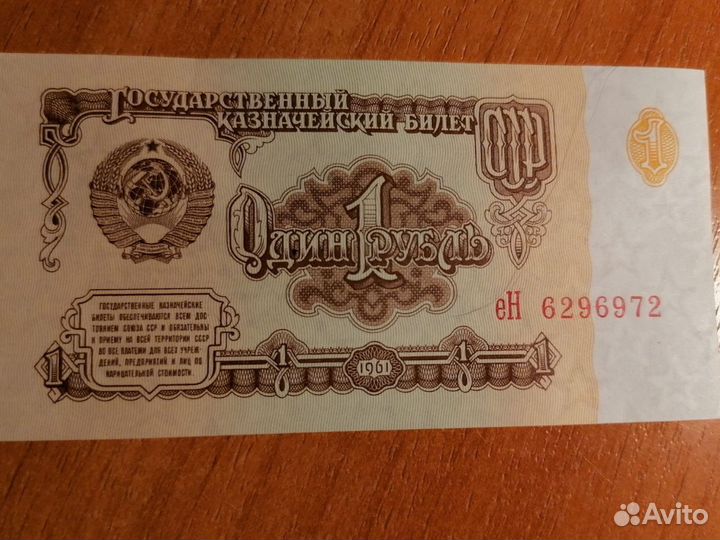 Государственный
казначейский билет
СССР
1
Один 1 рубль
еН 6296972
ГОСУДАРСТВЕННЫЕ КАЗНАЧЕЙСКИЕ
БИЛЕТЫ ОБЕСПЕЧИВАЮТСЯ ВСЕМ ДОС-
ТОЯНИЕМ СОЮЗА ССР И ОБЯЗАТЕЛЬНЫ
К ПРИЕМУ НА ВСЕЙ ТЕРРИТОРИИ СССР
ВО ВСЕ ПЛАТЕЖИ ДЛЯ ВСЕХ УЧРЕЖ-
ДЕНИЙ, ПРЕДПРИЯТИЙ И ЛИЦ ПО
НАРИЦАТЕЛЬНОЙ СТОИМОСТИ.
1 1 1961 1 1
Avito